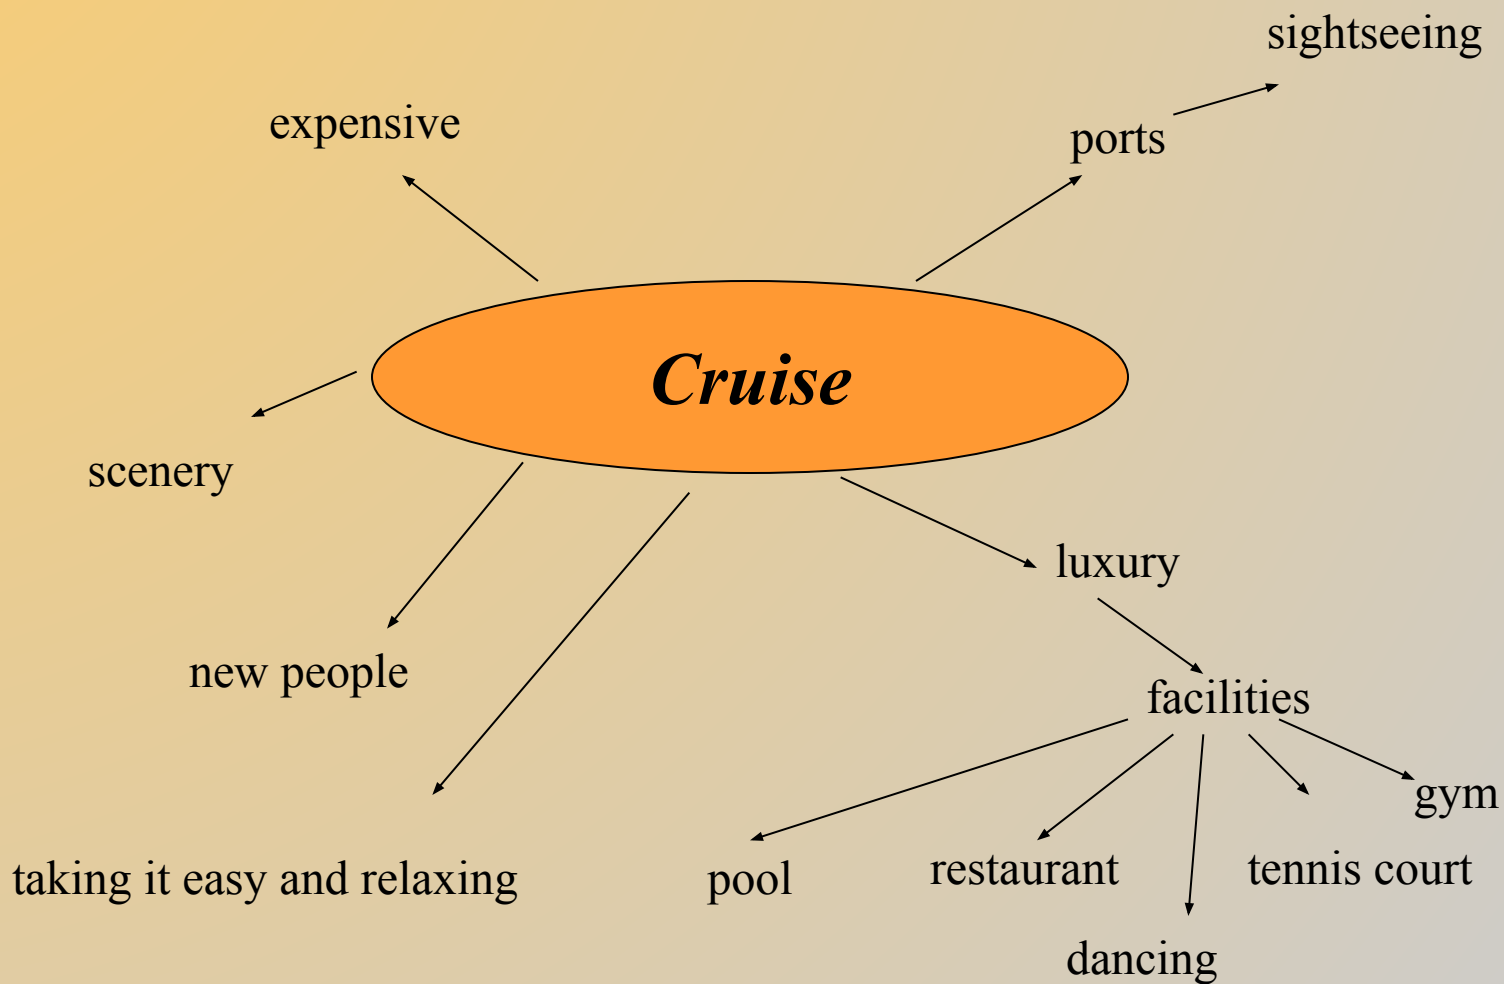 sightseeing
expensive
ports
Cruise
scenery
luxury
new people
facilities
gym
taking it easy and relaxing
pool
restaurant
tennis court
dancing